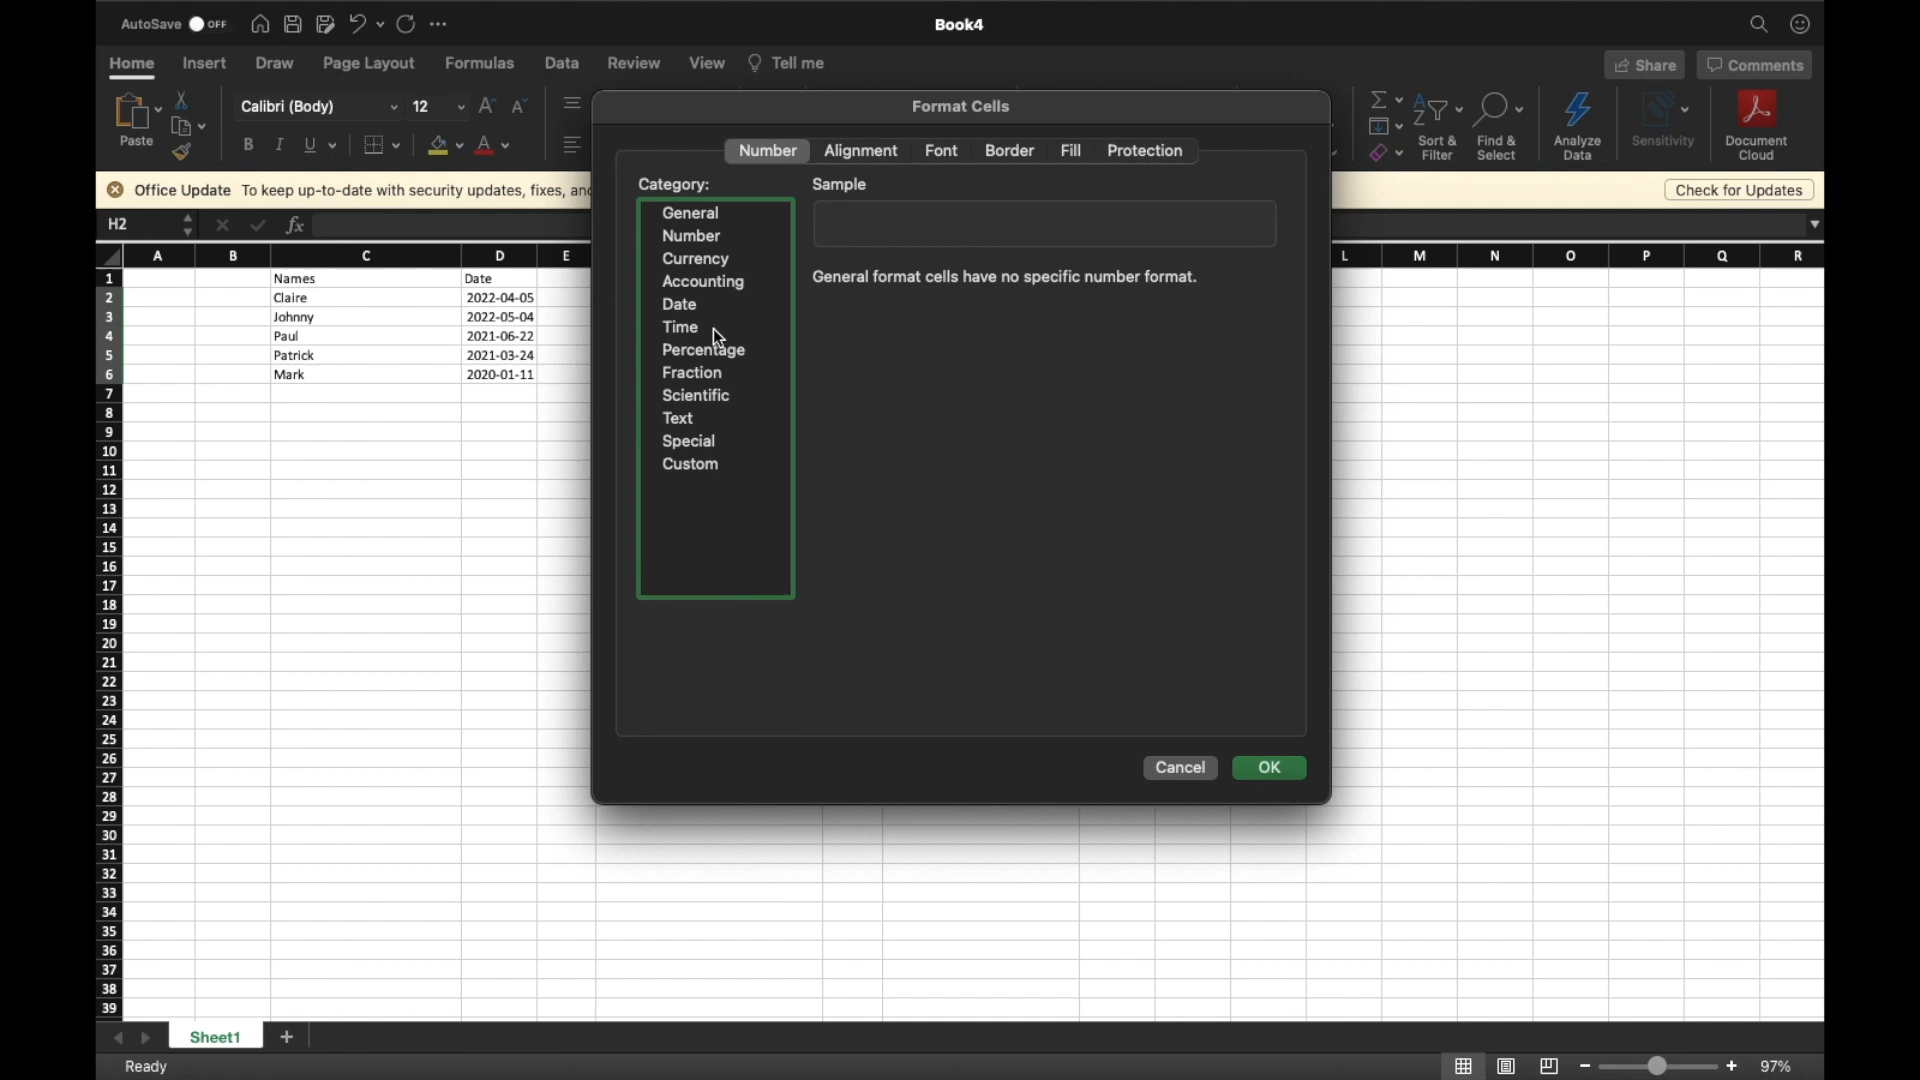 AutoSave OFF
Book4
Home Insert Draw Page Layout Formulas Data Review View Tell me
Share Comments
Paste
Calibri (Body) 12
B I U
Sort & Filter
Find & Select
Analyze Data
Sensitivity
Document Cloud
Office Update To keep up-to-date with security updates, fixes, an
Check for Updates
H2 fx
A B C D E L M N O P Q R
1 Names Date
2 Claire 2022-04-05
3 Johnny 2022-05-04
4 Paul 2021-06-22
5 Patrick 2021-03-24
6 Mark 2020-01-11
7
8
9
10
11
12
13
14
15
16
17
18
19
20
21
22
23
24
25
26
27
28
29
30
31
32
33
34
35
36
37
38
39
Format Cells
Number Alignment Font Border Fill Protection
Category:
General
Number
Currency
Accounting
Date
Time
Percentage
Fraction
Scientific
Text
Special
Custom
Sample
General format cells have no specific number format.
Cancel OK
Sheet1 +
Ready
97%